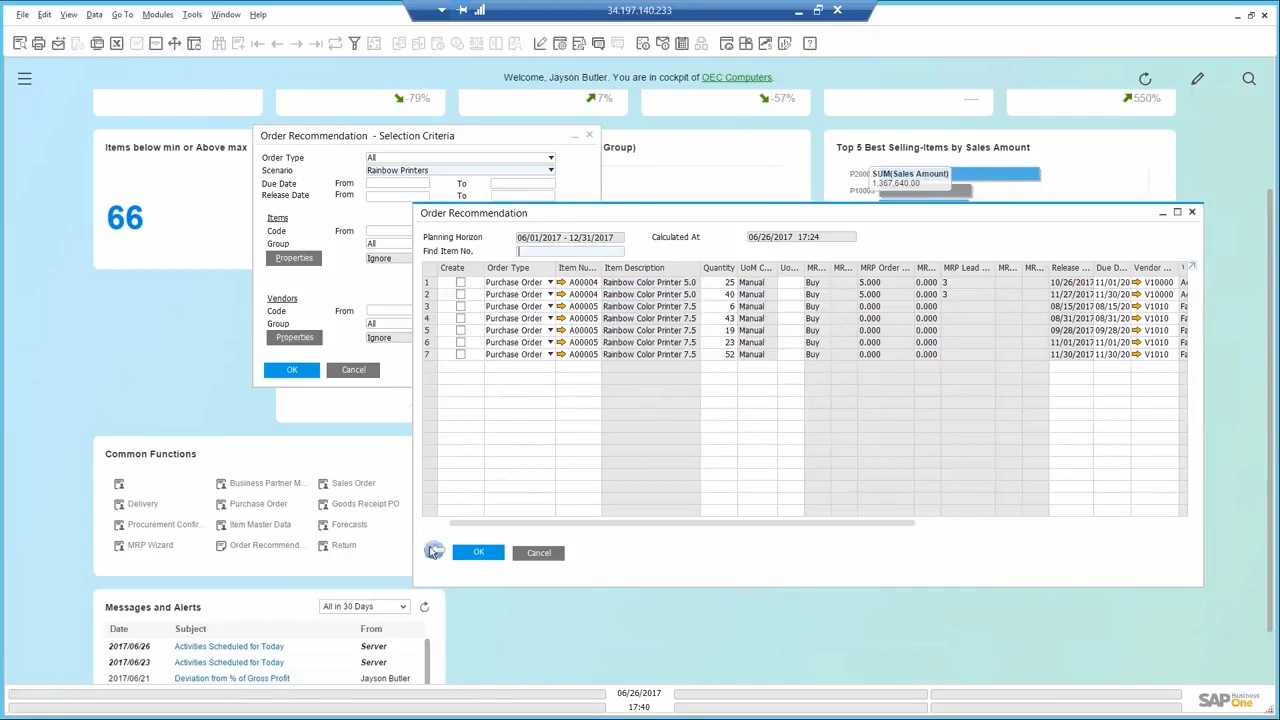 34.197.140.233
File Edit View Data Go To Modules Tools Window Help
Welcome, Jayson Butler. You are in cockpit of OEC Computers.
-79% 7% -57% ---- 550%
Items below min or Above max
66
Group)
Top 5 Best Selling-Items by Sales Amount
SUM(Sales Amount)
1,367,640.00
Order Recommendation - Selection Criteria
Order Type All
Scenario Rainbow Printers
Due Date From To
Release Date From To
Items
Code From
Group All
Properties Ignore
Vendors
Code From
Group All
Properties Ignore
OK Cancel
Order Recommendation
Planning Horizon 06/01/2017 - 12/31/2017 Calculated At 06/26/2017 17:24
Find Item No.
Create Order Type Item Nu... Item Description Quantity UoM C... Uo... MR... MR... MRP Order ... MR... MRP Lead ... MR... MR... Release ... Due D... Vendor ...
1 Purchase Order A00004 Rainbow Color Printer 5.0 25 Manual Buy 5.000 0.000 3 10/26/2017 11/01/20 V10000
2 Purchase Order A00004 Rainbow Color Printer 5.0 40 Manual Buy 5.000 0.000 3 11/27/2017 11/30/20 V10000
3 Purchase Order A00005 Rainbow Color Printer 7.5 6 Manual Buy 0.000 0.000 08/15/2017 08/15/20 V1010
4 Purchase Order A00005 Rainbow Color Printer 7.5 43 Manual Buy 0.000 0.000 08/31/2017 08/31/20 V1010
5 Purchase Order A00005 Rainbow Color Printer 7.5 19 Manual Buy 0.000 0.000 09/28/2017 09/28/20 V1010
6 Purchase Order A00005 Rainbow Color Printer 7.5 23 Manual Buy 0.000 0.000 11/01/2017 11/01/20 V1010
7 Purchase Order A00005 Rainbow Color Printer 7.5 52 Manual Buy 0.000 0.000 11/30/2017 11/30/20 V1010
OK Cancel
Common Functions
Business Partner M... Sales Order
Delivery Purchase Order Goods Receipt PO
Procurement Confir... Item Master Data Forecasts
MRP Wizard Order Recommend... Return
Messages and Alerts All in 30 Days
Date Subject From
2017/06/26 Activities Scheduled for Today Server
2017/06/23 Activities Scheduled for Today Server
2017/06/21 Deviation from % of Gross Profit Jayson Butler
06/26/2017
17:40
SAP Business One